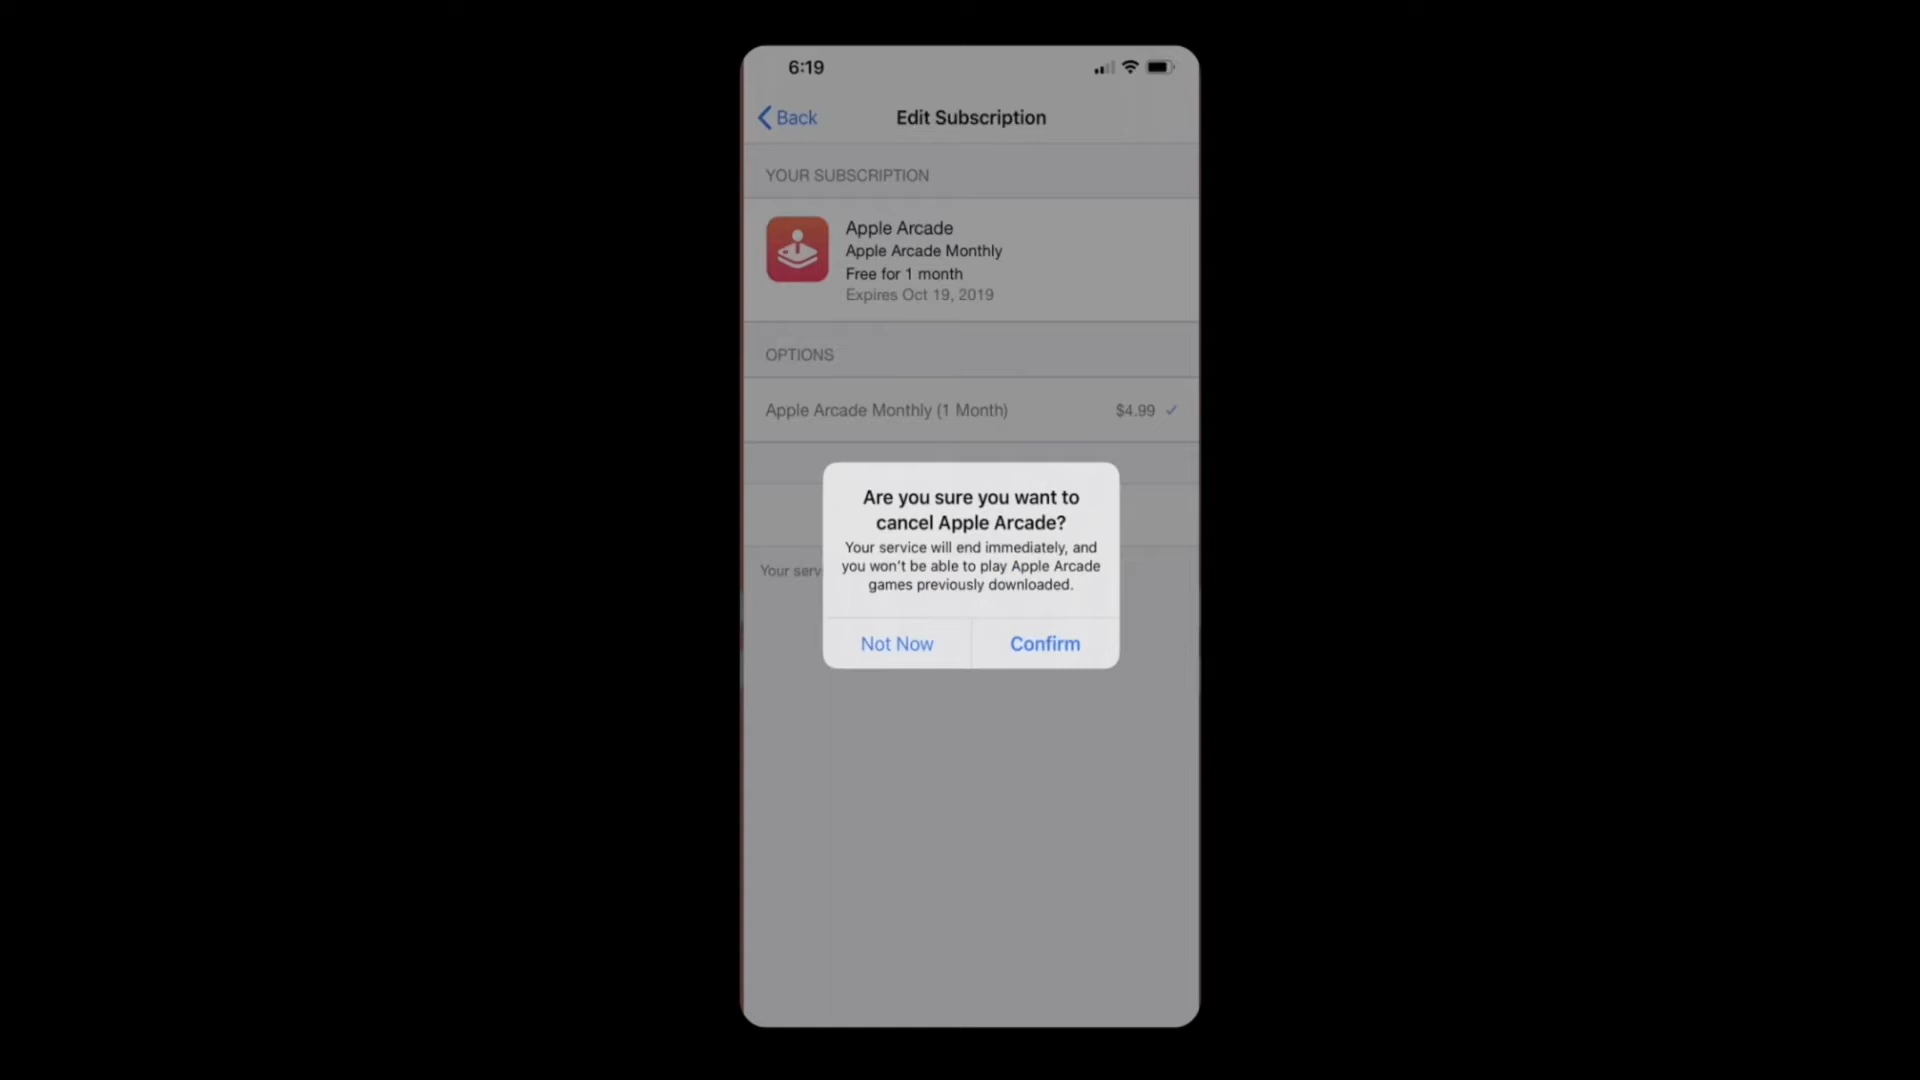 6:19
Back
Edit Subscription
YOUR SUBSCRIPTION
Apple Arcade
Apple Arcade Monthly
Free for 1 month
Expires Oct 19, 2019
OPTIONS
Apple Arcade Monthly (1 Month) $4.99
Are you sure you want to
cancel Apple Arcade?
Your service will end immediately, and
you won't be able to play Apple Arcade
games previously downloaded.
Your serv
Not Now
Confirm